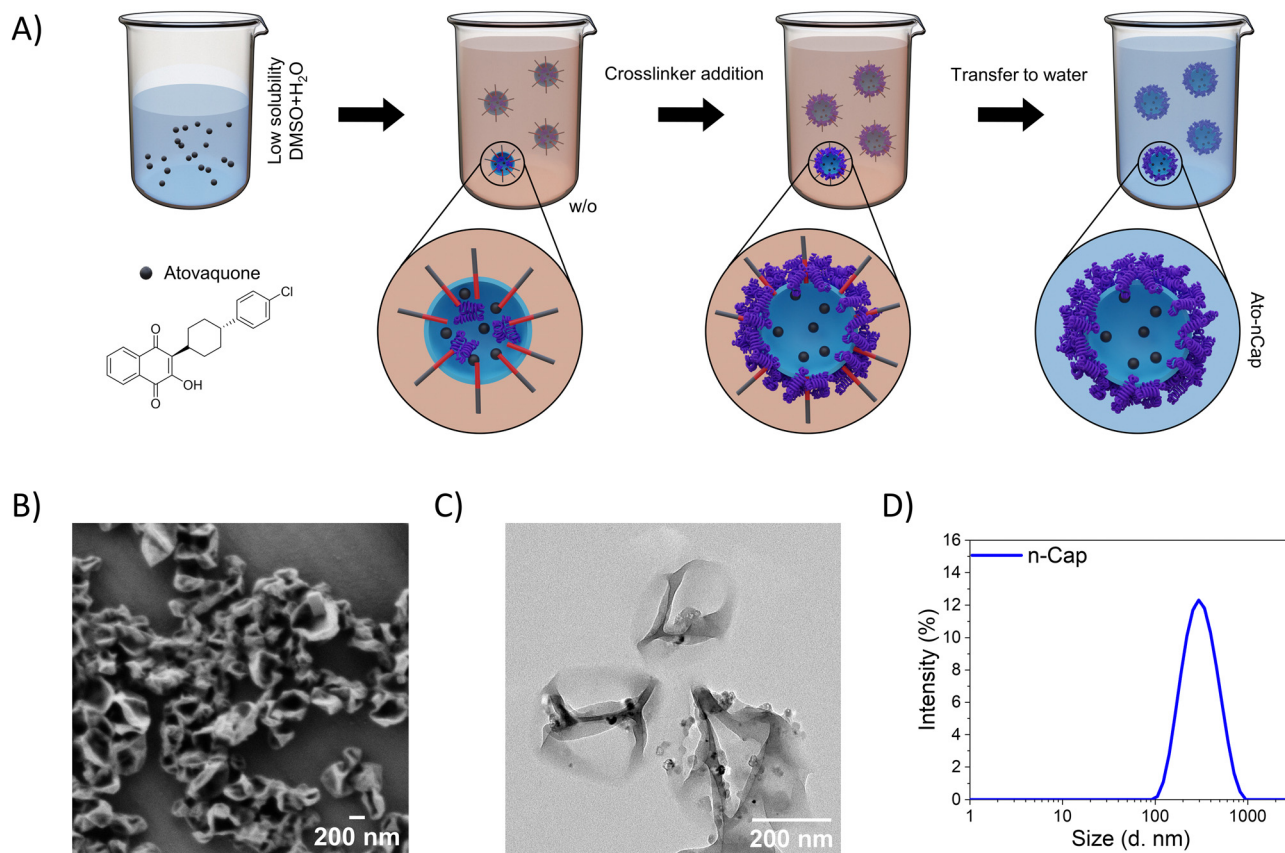 A)
Low solubility
DMSO+H₂O
Crosslinker addition
Transfer to water
w/o
Atovaquone
Cl
O
OH
O
Ato-nCap
B)
200 nm
C)
200 nm
D)
n-Cap
Intensity (%)
16
14
12
10
8
6
4
2
0
1
10
100
1000
Size (d. nm)